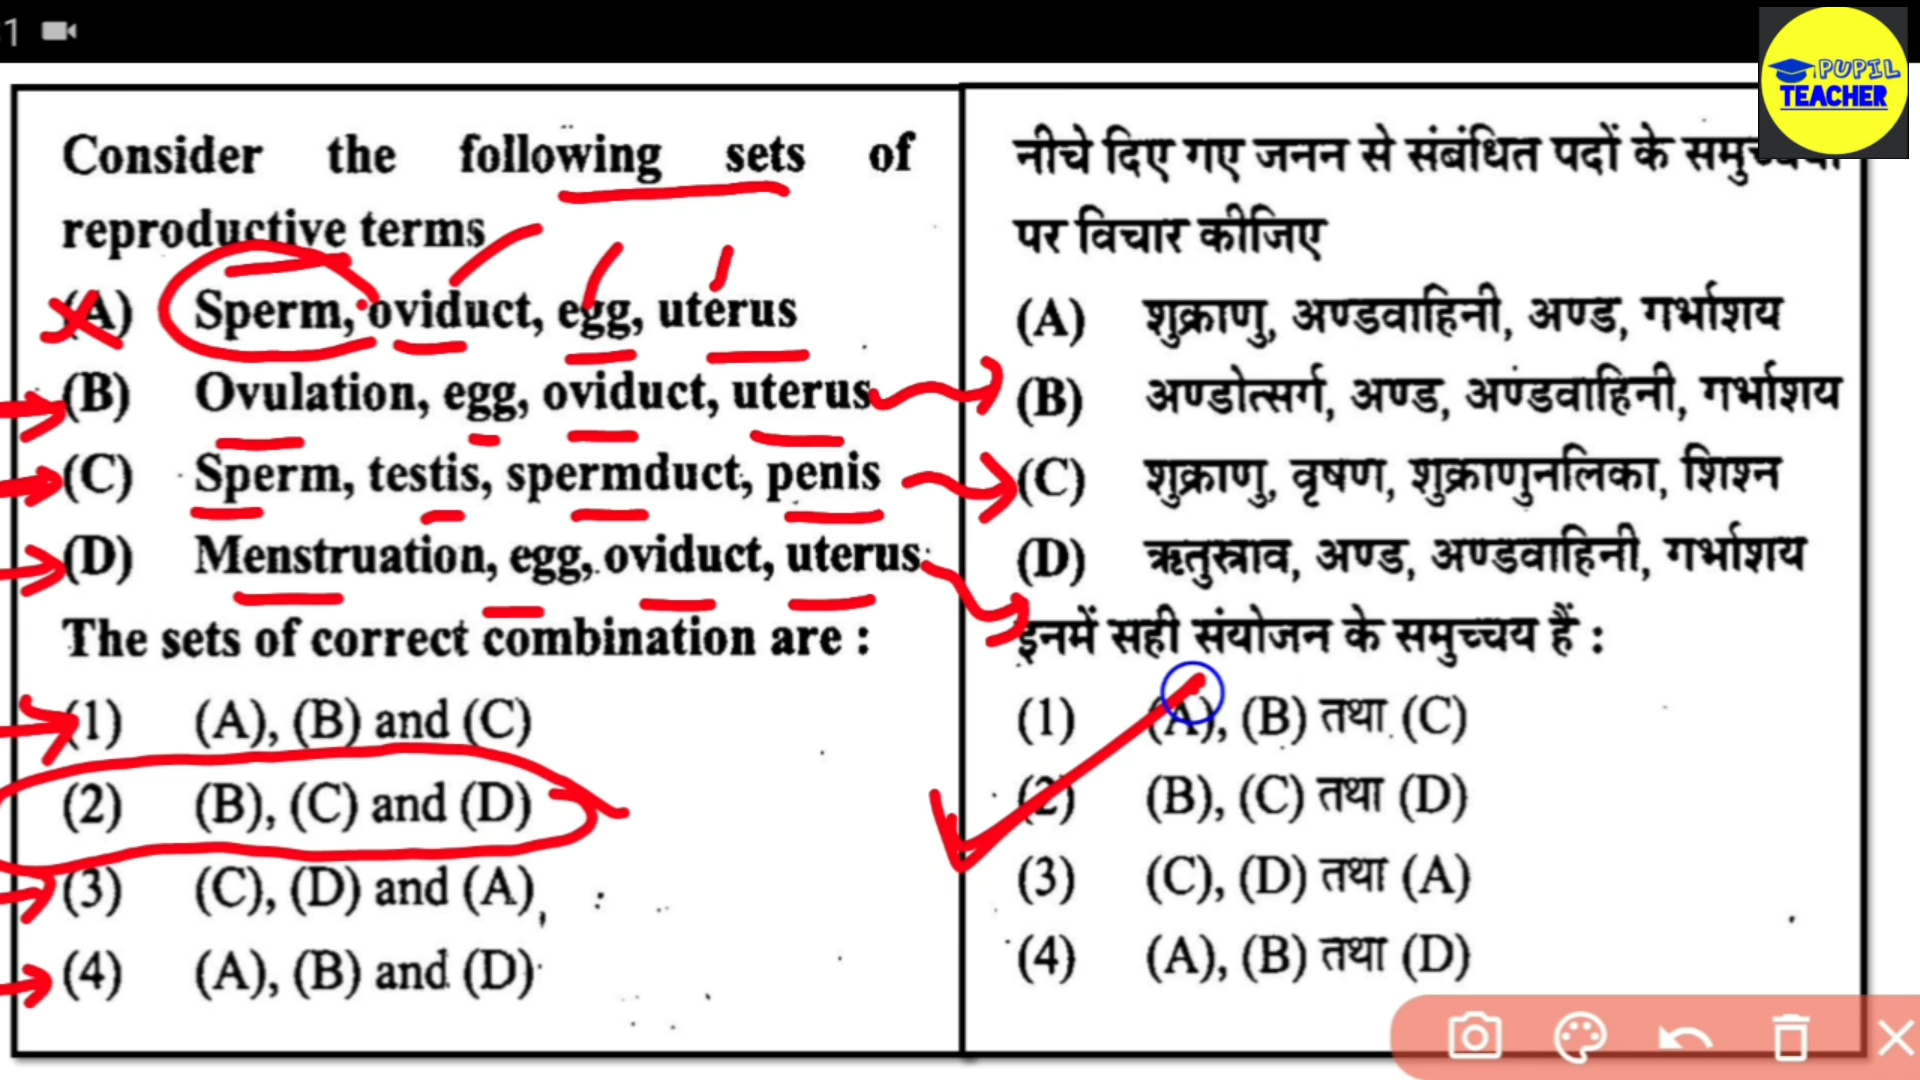 1
PUPIL
TEACHER
Consider the following sets of
reproductive terms
(A) Sperm, oviduct, egg, uterus
(B) Ovulation, egg, oviduct, uterus
(C) Sperm, testis, spermduct, penis
(D) Menstruation, egg, oviduct, uterus
The sets of correct combination are :
(1) (A), (B) and (C)
(2) (B), (C) and (D)
(3) (C), (D) and (A)
(4) (A), (B) and (D)
नीचे दिए गए जनन से संबंधित पदों के
पर विचार कीजिए
(A) शुक्राणु, अण्डवाहिनी, अण्ड, गर्भाशय
(B) अण्डोत्सर्ग, अण्ड, अण्डवाहिनी, गर्भाशय
(C) शुक्राणु, वृषण, शुक्राणुनलिका, शिश्न
(D) ऋतुस्त्राव, अण्ड, अण्डवाहिनी, गर्भाशय
इनमें सही संयोजन के समुच्चय हैं :
(1) (A), (B) तथा (C)
(2) (B), (C) तथा (D)
(3) (C), (D) तथा (A)
(4) (A), (B) तथा (D)